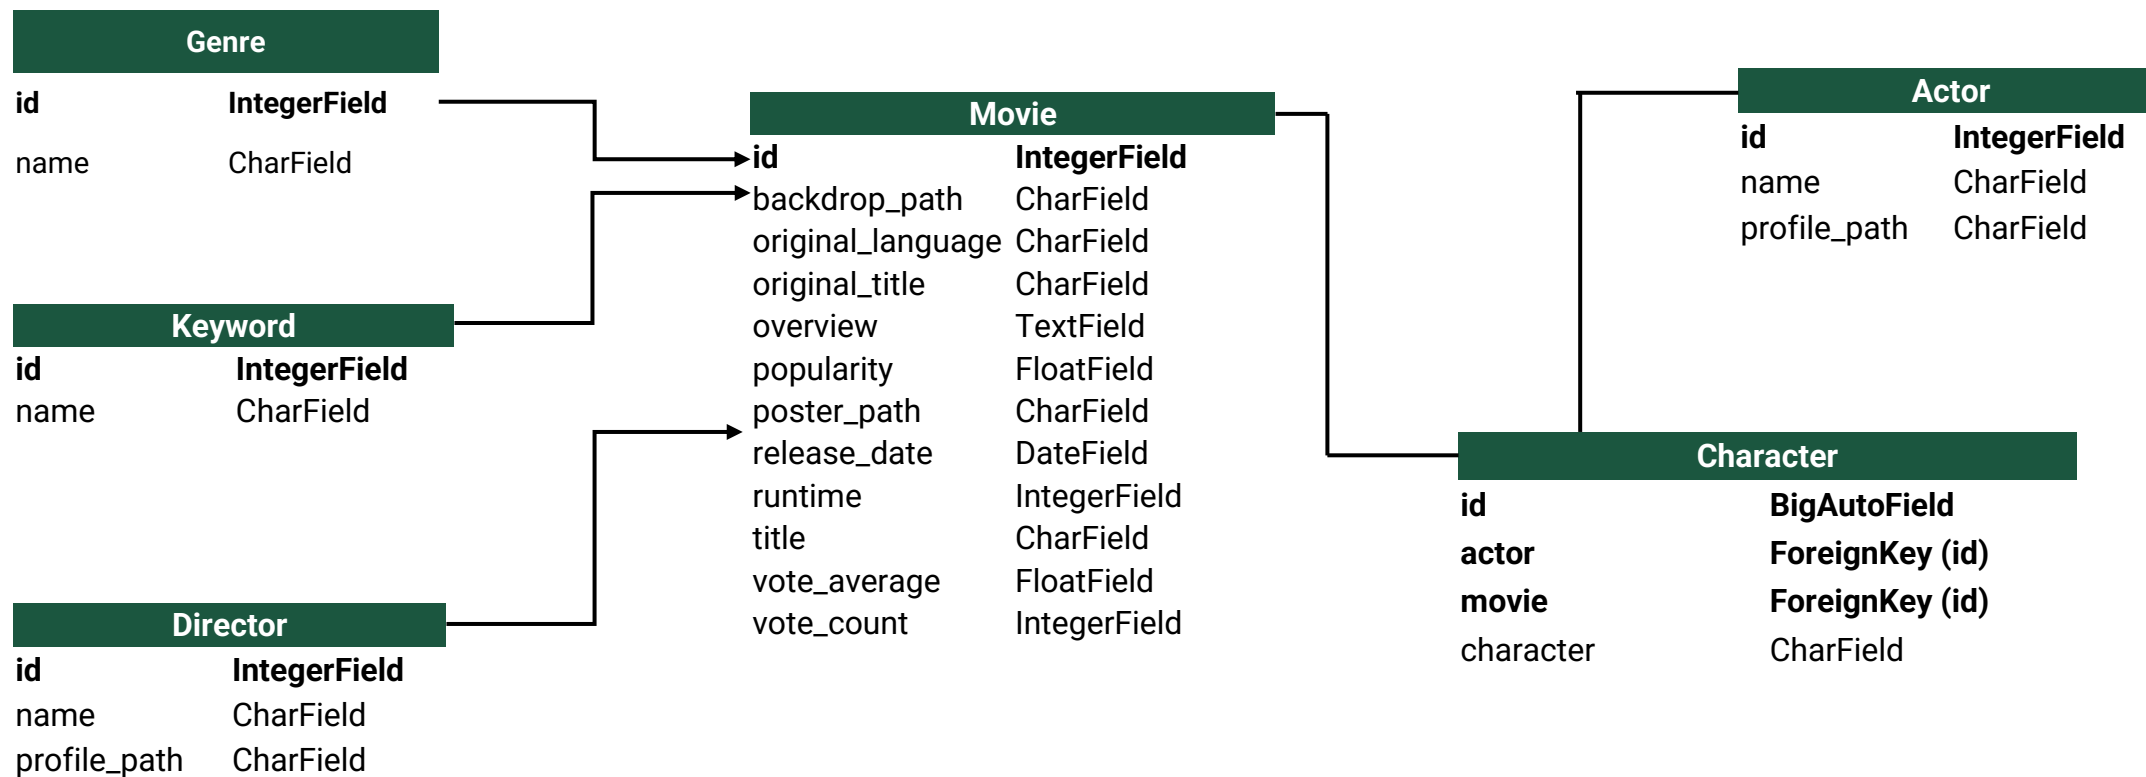 Genre
id IntegerField
name CharField
Keyword
id IntegerField
name CharField
Director
id IntegerField
name CharField
profile_path CharField
Movie
id IntegerField
backdrop_path CharField
original_language CharField
original_title CharField
overview TextField
popularity FloatField
poster_path CharField
release_date DateField
runtime IntegerField
title CharField
vote_average FloatField
vote_count IntegerField
Actor
id IntegerField
name CharField
profile_path CharField
Character
id BigAutoField
actor ForeignKey (id)
movie ForeignKey (id)
character CharField